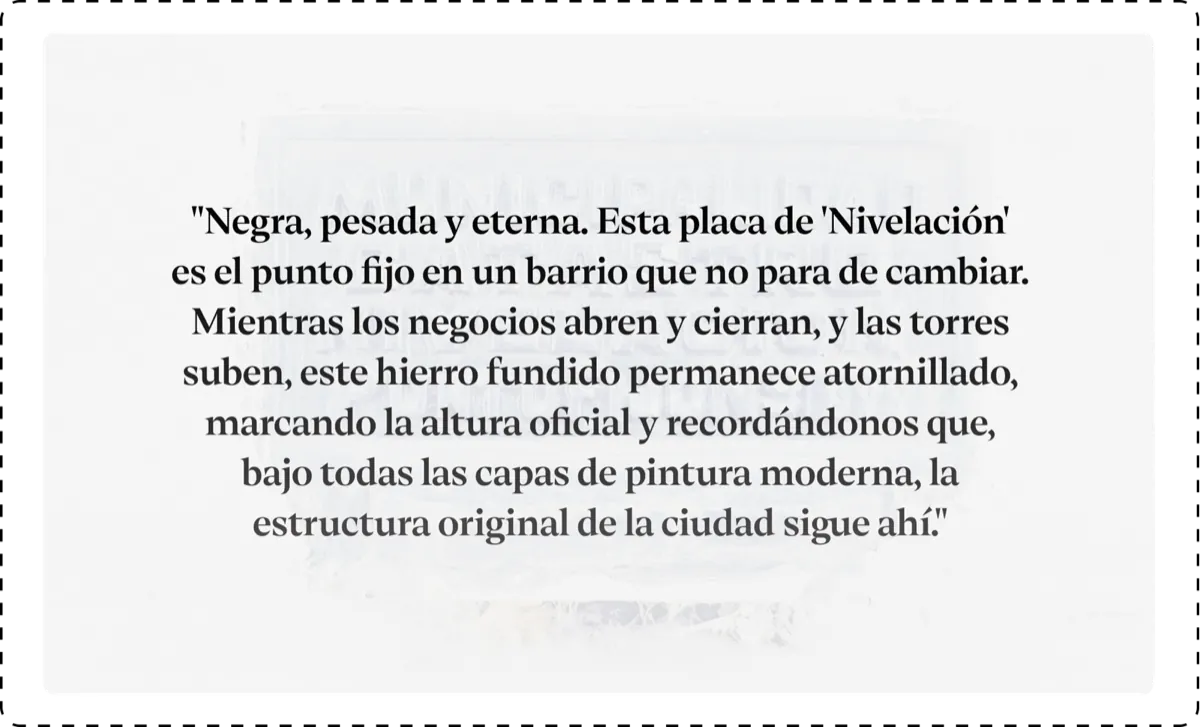 "Negra, pesada y eterna. Esta placa de 'Nivelación'
es el punto fijo en un barrio que no para de cambiar.
Mientras los negocios abren y cierran, y las torres
suben, este hierro fundido permanece atornillado,
marcando la altura oficial y recordándonos que,
bajo todas las capas de pintura moderna, la
estructura original de la ciudad sigue ahí."